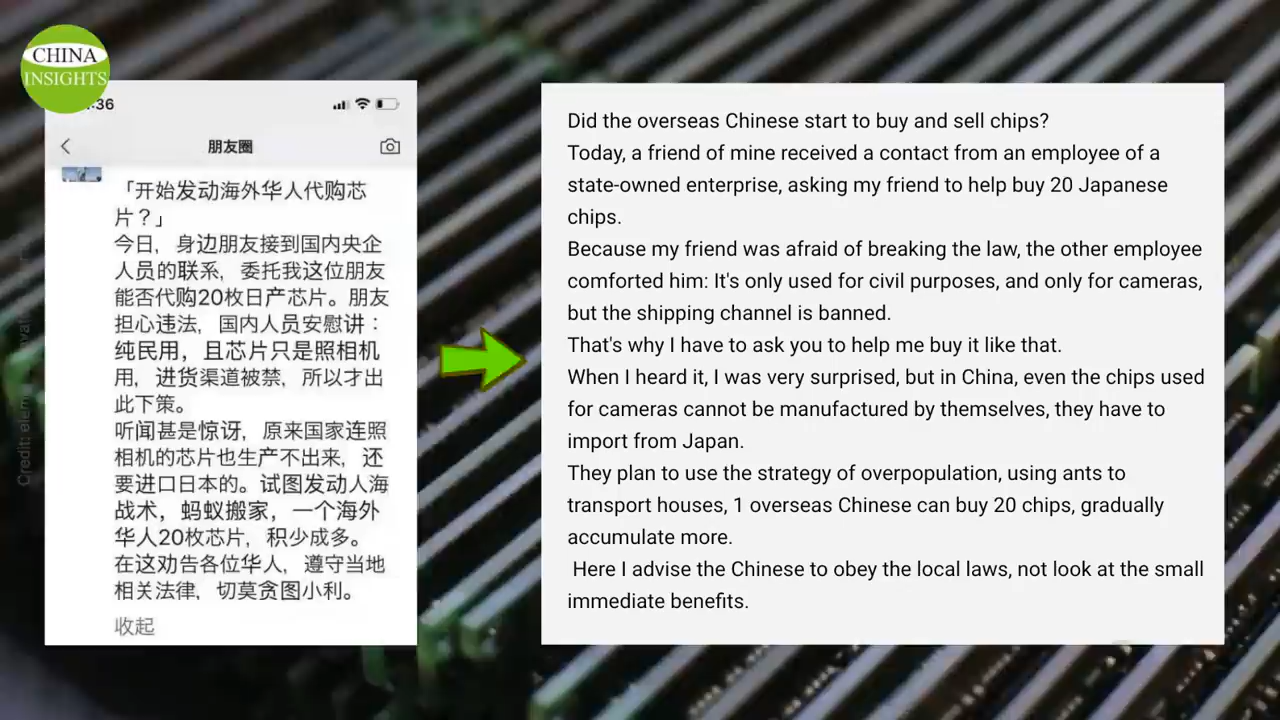 CHINA
INSIGHTS
:36
朋友圈
「开始发动海外华人代购芯
片？」
今日，身边朋友接到国内央企
人员的联系，委托我这位朋友
能否代购20枚日产芯片。朋友
担心违法，国内人员安慰讲：
纯民用，且芯片只是照相机
用，进货渠道被禁，所以才出
此下策。
听闻甚是惊讶，原来国家连照
相机的芯片也生产不出来，还
要进口日本的。试图发动人海
战术，蚂蚁搬家，一个海外
华人20枚芯片，积少成多。
在这劝告各位华人，遵守当地
相关法律，切莫贪图小利。
收起
Did the overseas Chinese start to buy and sell chips?
Today, a friend of mine received a contact from an employee of a
state-owned enterprise, asking my friend to help buy 20 Japanese
chips.
Because my friend was afraid of breaking the law, the other employee
comforted him: It's only used for civil purposes, and only for cameras,
but the shipping channel is banned.
That's why I have to ask you to help me buy it like that.
When I heard it, I was very surprised, but in China, even the chips used
for cameras cannot be manufactured by themselves, they have to
import from Japan.
They plan to use the strategy of overpopulation, using ants to
transport houses, 1 overseas Chinese can buy 20 chips, gradually
accumulate more.
Here I advise the Chinese to obey the local laws, not look at the small
immediate benefits.
Credit: